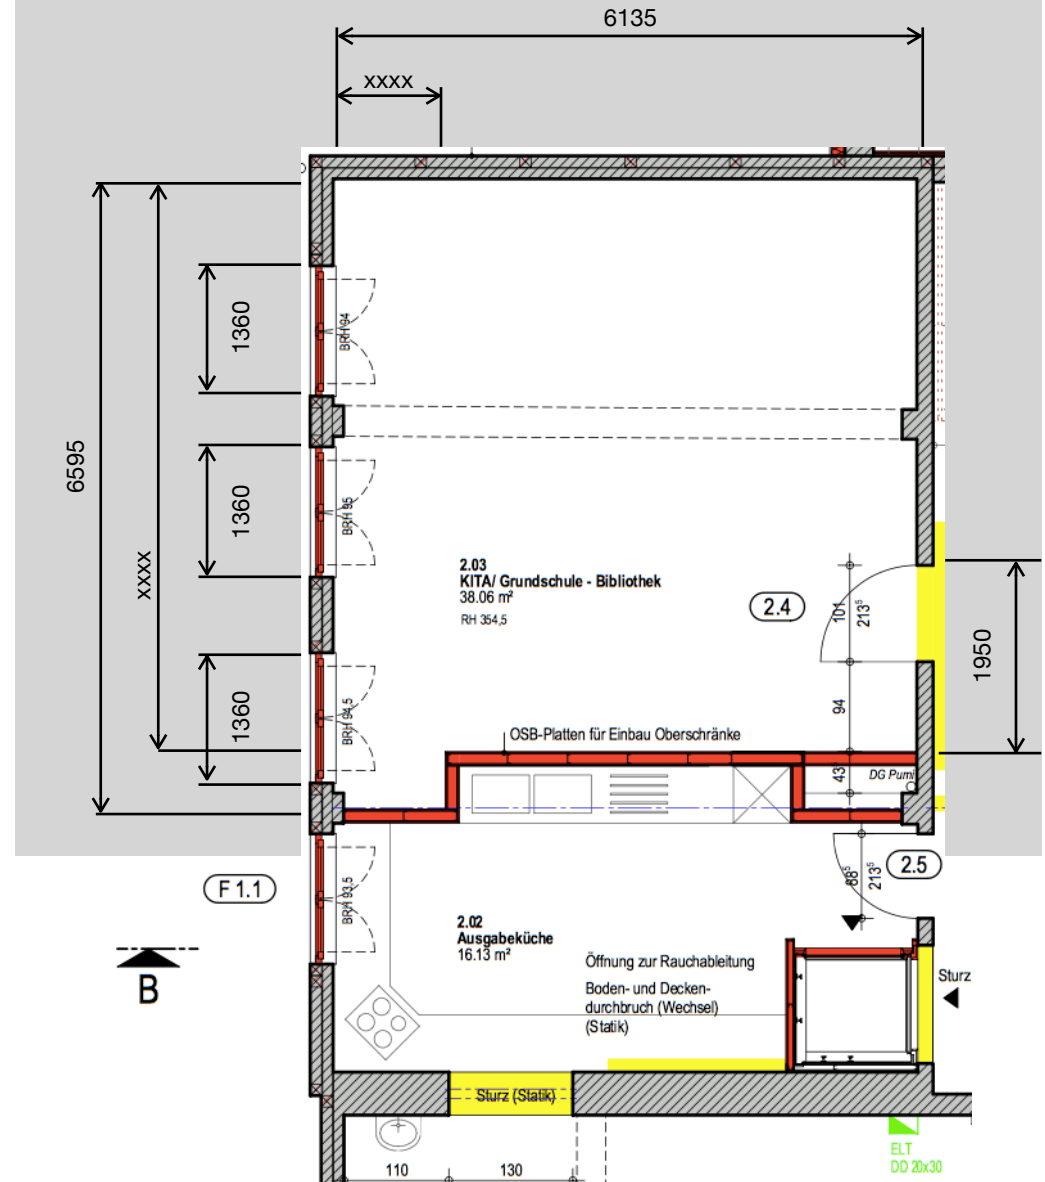 6135
xxxx
1360
BRH 94
6595
1360
BRH 95
xxxx
2.03
KITA/ Grundschule - Bibliothek
38.06 m²
RH 354,5
2.4
101
213⁵
1950
1360
BRH 94,5
94
OSB-Platten für Einbau Oberschränke
43⁵
DG Pumi
F 1.1
BRH 93,5
88⁵
213⁵
2.5
2.02
Ausgabeküche
16.13 m²
B
Öffnung zur Rauchableitung
Boden- und Decken-
durchbruch (Wechsel)
(Statik)
Sturz
Sturz (Statik)
ELT
DD 20x30
110
130